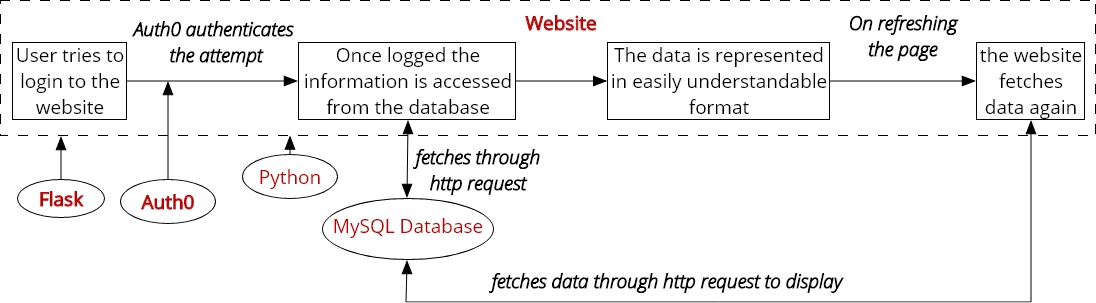 Website
Auth0 authenticates
the attempt
On refreshing
the page
User tries to
login to the
website
Once logged the
information is accessed
from the database
The data is represented
in easily understandable
format
the website
fetches
data again
fetches through
http request
Flask
Auth0
Python
MySQL Database
fetches data through http request to display